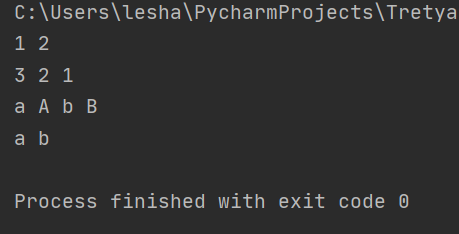 C:\Users\lesha\PycharmProjects\Tretya
1 2
3 2 1
a A b B
a b
Process finished with exit code 0